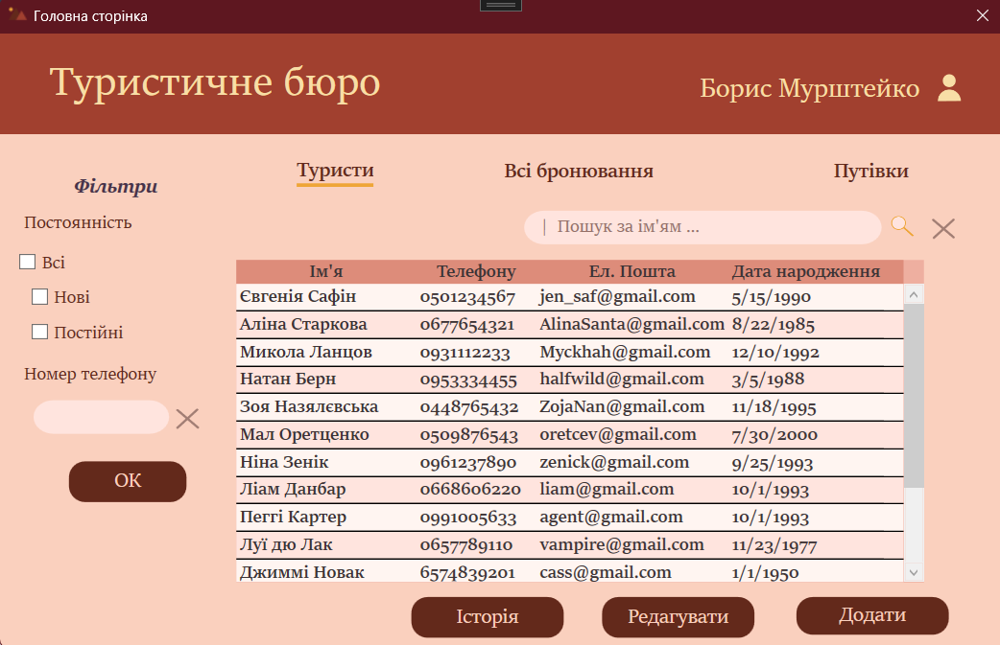 Головна сторінка
Туристичне бюро
Борис Мурштейко
Фільтри
Постоянність
Всі
Нові
Постійні
Номер телефону
ОК
Туристи Всі бронювання Путівки
Пошук за ім'ям ...
Ім'я Телефону Ел. Пошта Дата народження
Євгенія Сафін 0501234567 jen_saf@gmail.com 5/15/1990
Аліна Старкова 0677654321 AlinaSanta@gmail.com 8/22/1985
Микола Ланцов 0931112233 Myckhah@gmail.com 12/10/1992
Натан Берн 0953334455 halfwild@gmail.com 3/5/1988
Зоя Назялєвська 0448765432 ZojaNan@gmail.com 11/18/1995
Мал Оретценко 0509876543 oretcev@gmail.com 7/30/2000
Ніна Зенік 0961237890 zenick@gmail.com 9/25/1993
Ліам Данбар 0668606220 liam@gmail.com 10/1/1993
Пеггі Картер 0991005633 agent@gmail.com 10/1/1993
Луї дю Лак 0657789110 vampire@gmail.com 11/23/1977
Джиммі Новак 6574839201 cass@gmail.com 1/1/1950
Історія Редагувати Додати